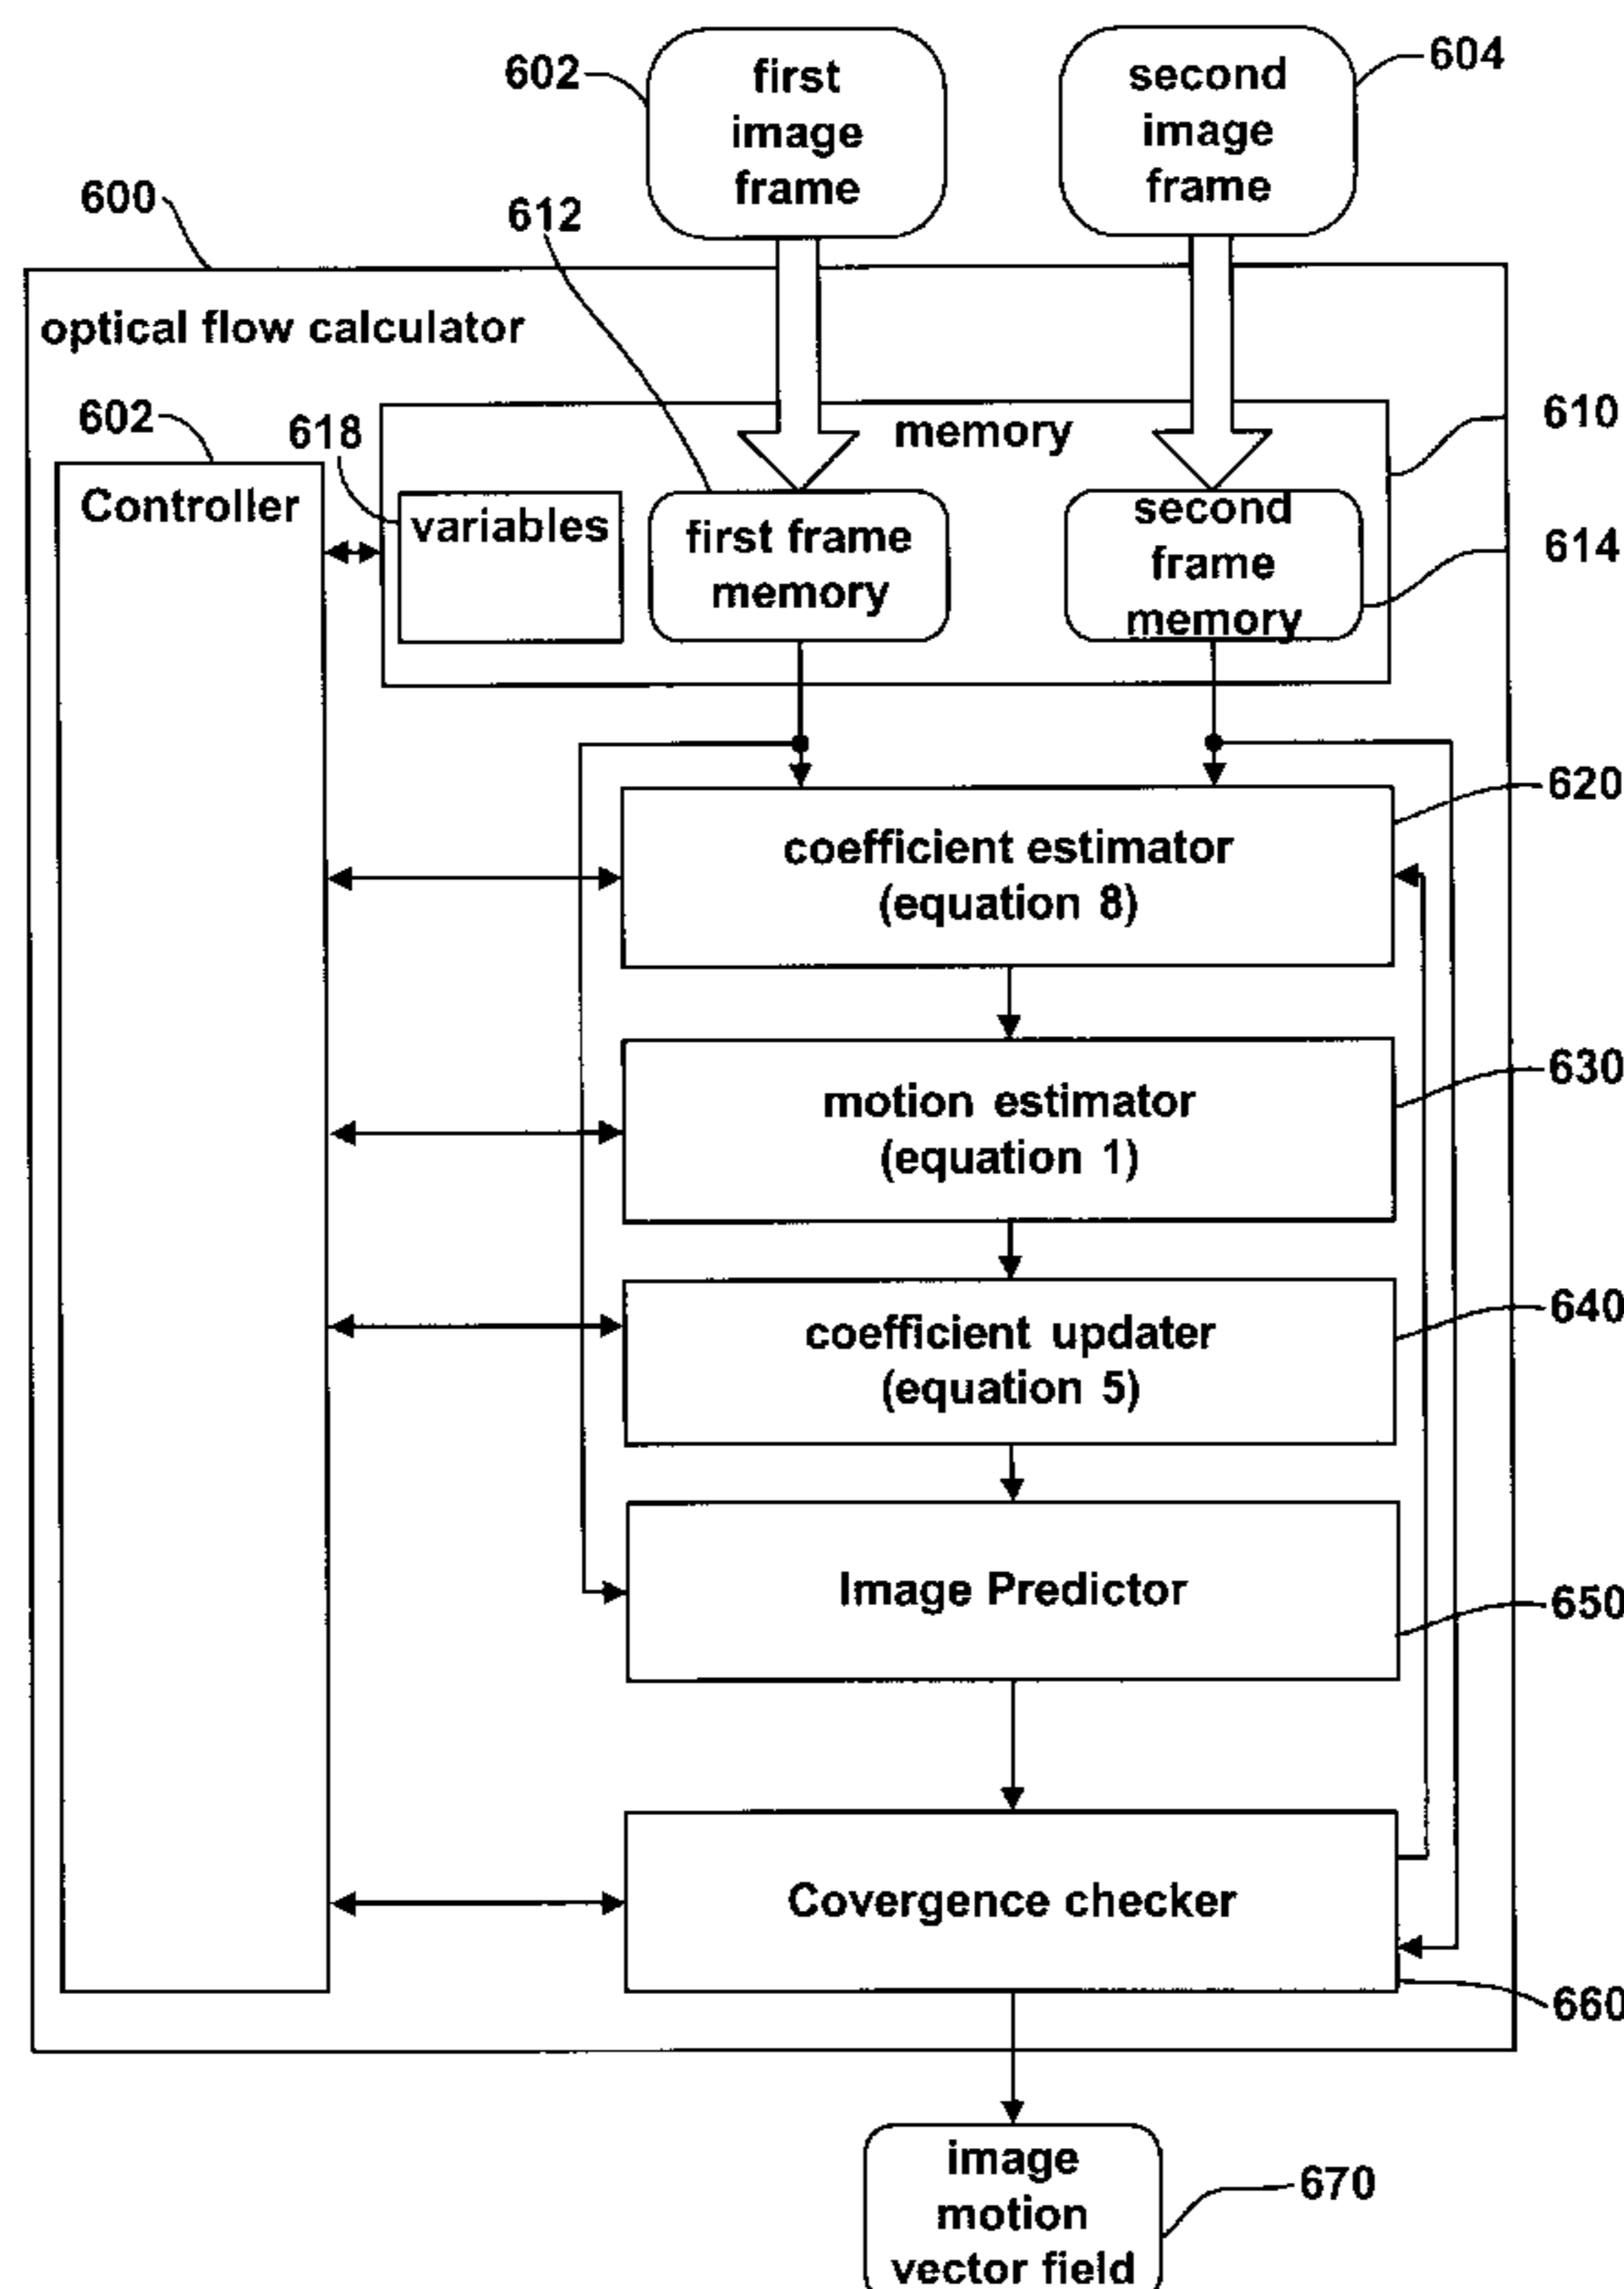 602
first
image
frame
second
image
frame
604
600
612
optical flow calculator
602
618
memory
610
Controller
variables
first frame
memory
second
frame
memory
614
620
coefficient estimator
(equation 8)
630
motion estimator
(equation 1)
640
coefficient updater
(equation 5)
Image Predictor
650
Covergence checker
660
image
motion
vector field
670